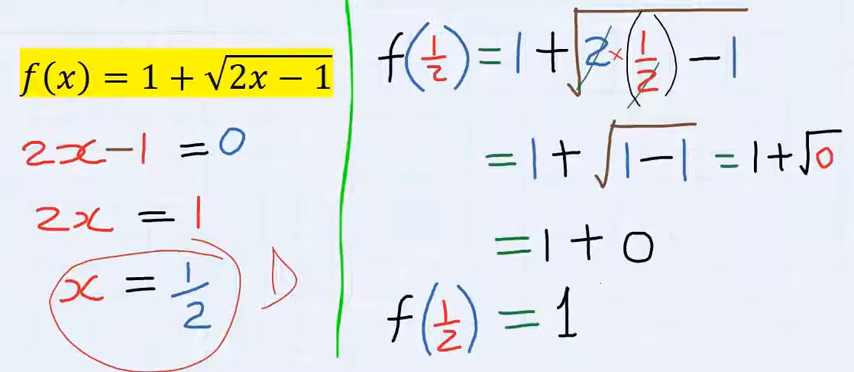 f(x) = 1 + √(2x − 1)
2x − 1 = 0
2x = 1
x = 1/2 D
f(1/2) = 1 + √(2 × (1/2) − 1)
= 1 + √(1 − 1) = 1 + √0
= 1 + 0
f(1/2) = 1